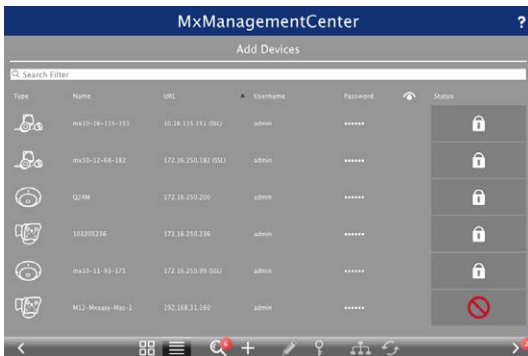 MxManagementCenter ?
Add Devices
Search Filter
Type Name URL Username Password Status
mx10-16-115-151 10.16.115.151 (SSL) admin ••••••
mx10-12-68-182 172.16.250.182 (SSL) admin ••••••
Q24M 172.16.250.200 admin ••••••
103205236 172.16.250.236 admin ••••••
mx10-11-93-175 172.16.250.99 (SSL) admin ••••••
M12-Mxeasy-Mac-1 192.168.31.160 admin ••••••